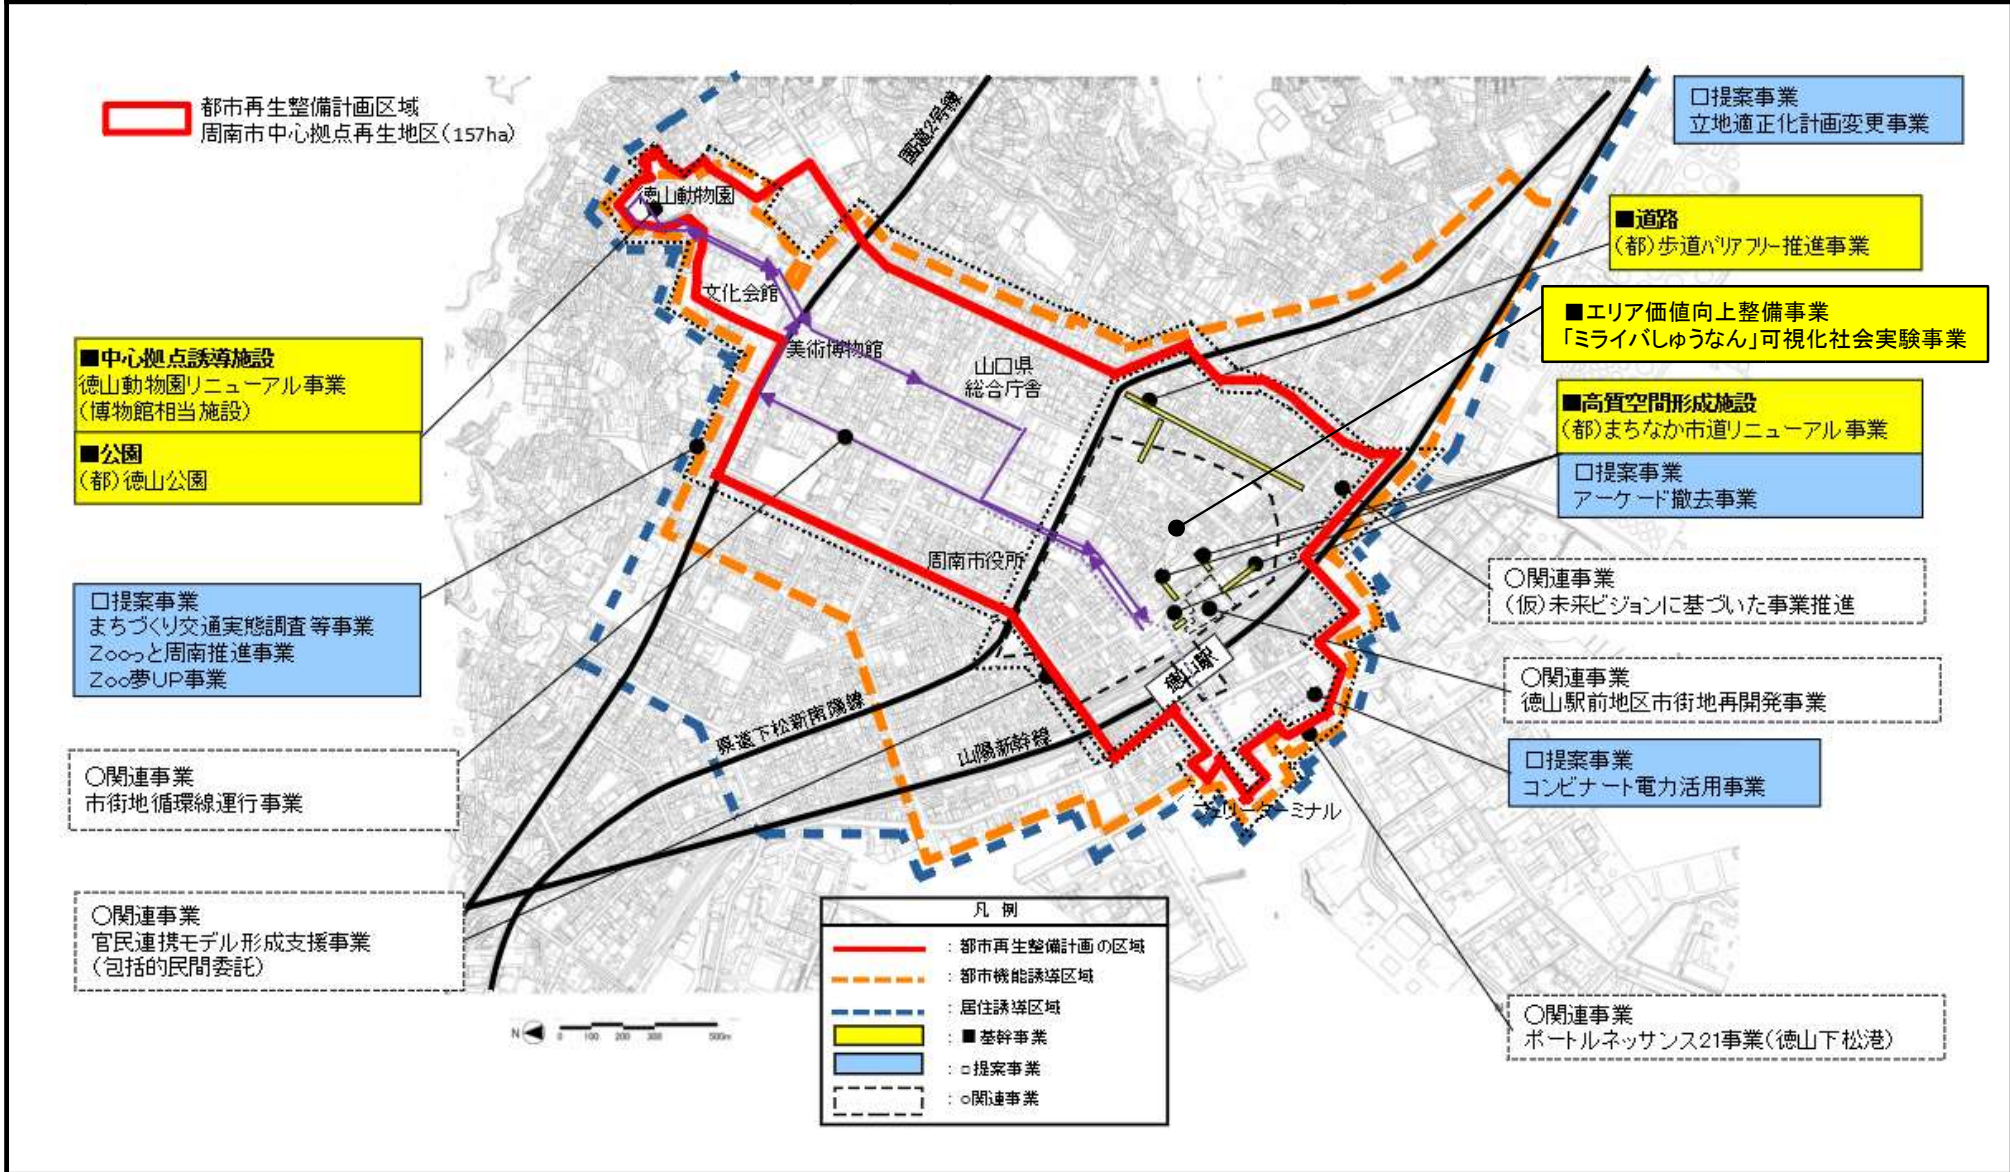 都市再生整備計画区域
周南市中心拠点再生地区(157ha)
□提案事業
立地適正化計画変更事業
国道2号線
徳山動物園
■道路
(都)歩道バリアフリー推進事業
文化会館
■エリア価値向上整備事業
「ミライバしゅうなん」可視化社会実験事業
美術博物館
山口県
総合庁舎
■中心拠点誘導施設
徳山動物園リニューアル事業
(博物館相当施設)
■公園
(都)徳山公園
■高質空間形成施設
(都)まちなか市道リニューアル事業
□提案事業
アーケード撤去事業
周南市役所
○関連事業
(仮)未来ビジョンに基づいた事業推進
□提案事業
まちづくり交通実態調査等事業
Zooっと周南推進事業
Zoo夢UP事業
徳山駅
○関連事業
徳山駅前地区市街地再開発事業
県道下松新南陽線
山陽新幹線
□提案事業
コンビナート電力活用事業
○関連事業
市街地循環線運行事業
フェリーターミナル
○関連事業
官民連携モデル形成支援事業
(包括的民間委託)
凡 例
:都市再生整備計画の区域
:都市機能誘導区域
:居住誘導区域
:■基幹事業
:□提案事業
:○関連事業
N
0 100 200 300 500m
○関連事業
ポートルネッサンス21事業(徳山下松港)